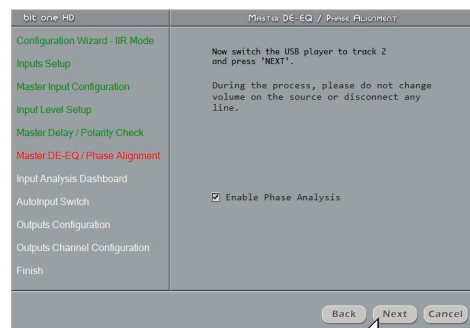 bit one HD
Master DE-EQ / Phase Alignment
Configuration Wizard - IIR Mode
Inputs Setup
Master Input Configuration
Input Level Setup
Master Delay / Polarity Check
Master DE-EQ / Phase Alignment
Input Analysis Dashboard
AutoInput Switch
Outputs Configuration
Outputs Channel Configuration
Finish
Now switch the USB player to track 2
and press 'NEXT'.
During the process, please do not change
volume on the source or disconnect any
line.
Enable Phase Analysis
Back
Next
Cancel